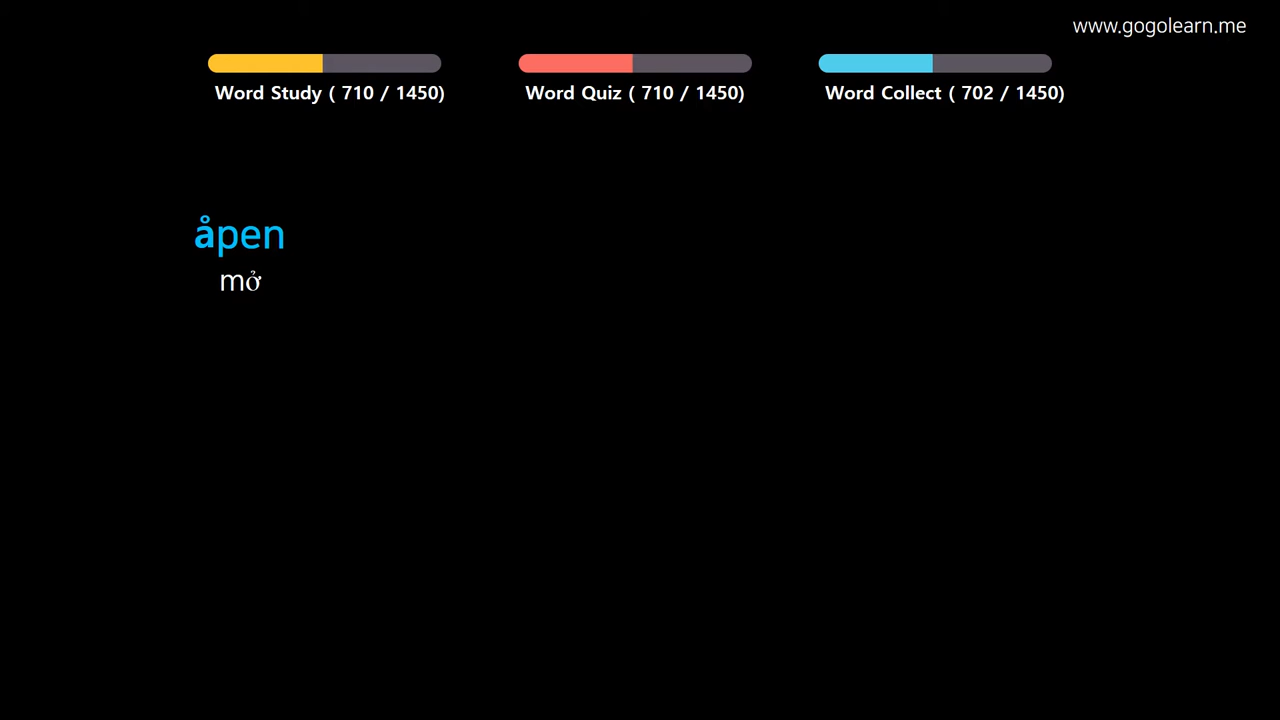 www.gogolearn.me
Word Study ( 710 / 1450)
Word Quiz ( 710 / 1450)
Word Collect ( 702 / 1450)
åpen
mở